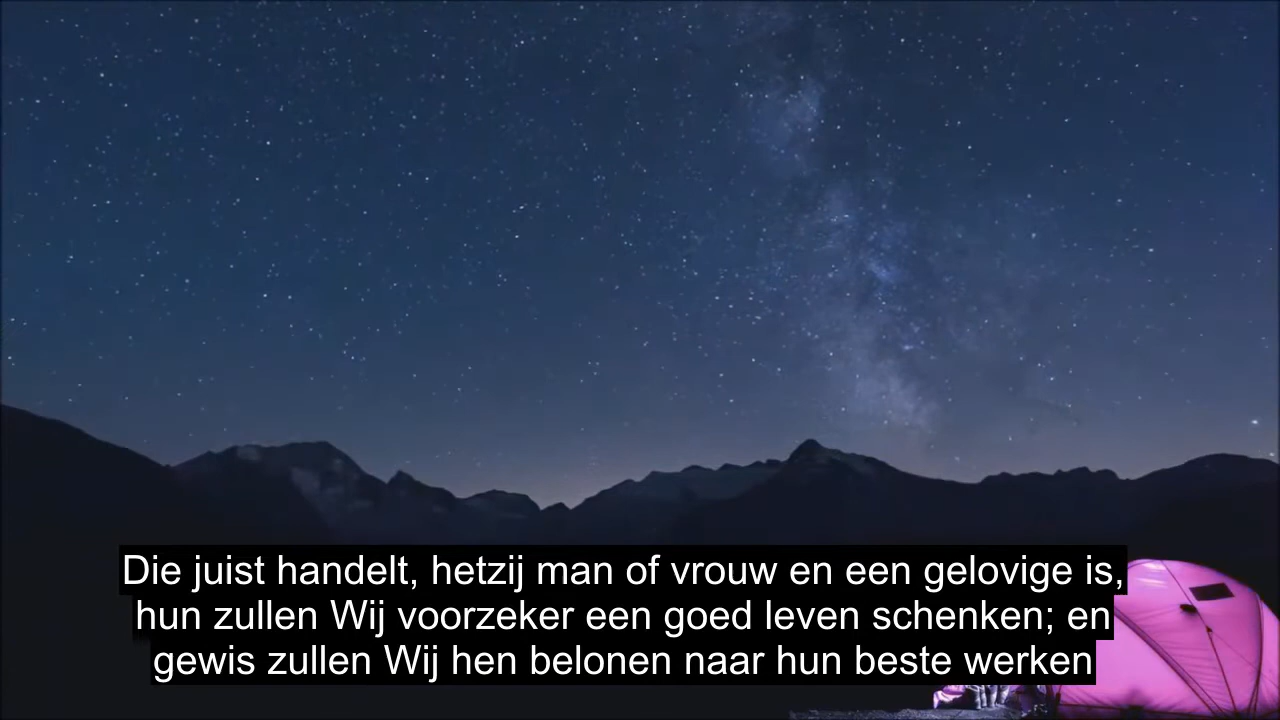 Die juist handelt, hetzij man of vrouw en een gelovige is,
hun zullen Wij voorzeker een goed leven schenken; en
gewis zullen Wij hen belonen naar hun beste werken